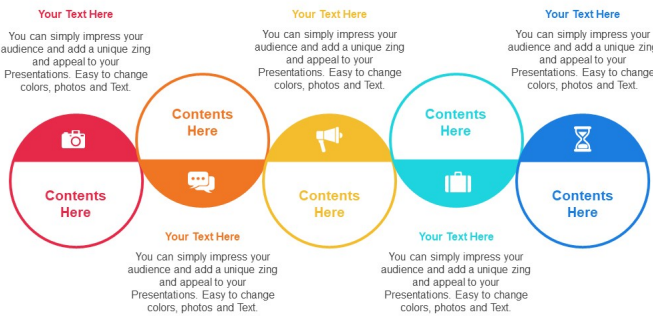 Your Text Here
You can simply impress your
audience and add a unique zing
and appeal to your
Presentations. Easy to change
colors, photos and Text.
Your Text Here
You can simply impress your
audience and add a unique zing
and appeal to your
Presentations. Easy to change
colors, photos and Text.
Your Text Here
You can simply impress your
audience and add a unique zing
and appeal to your
Presentations. Easy to change
colors, photos and Text.
Contents
Here
Contents
Here
Contents
Here
Contents
Here
Contents
Here
Your Text Here
You can simply impress your
audience and add a unique zing
and appeal to your
Presentations. Easy to change
colors, photos and Text.
Your Text Here
You can simply impress your
audience and add a unique zing
and appeal to your
Presentations. Easy to change
colors, photos and Text.